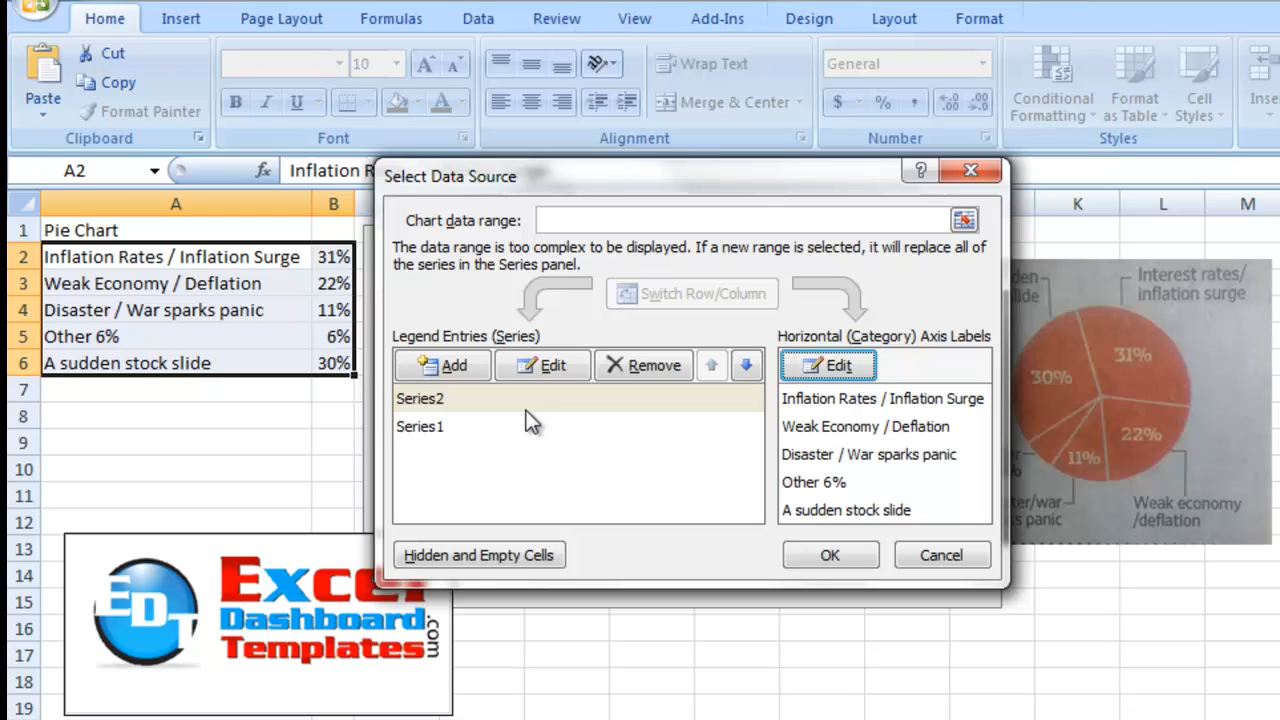 Home Insert Page Layout Formulas Data Review View Add-Ins Design Layout Format
Paste
Cut
Copy
Format Painter
Clipboard
10
B I U
Font
Wrap Text
Merge & Center
Alignment
General
$ % ,
Number
Conditional Formatting
Format as Table
Cell Styles
Styles
Inse
A2
fx
Inflation R
A B K L M
1 Pie Chart
2 Inflation Rates / Inflation Surge 31%
3 Weak Economy / Deflation 22%
4 Disaster / War sparks panic 11%
5 Other 6% 6%
6 A sudden stock slide 30%
7
8
9
10
11
12
13
14
15
16
17
18
19
Select Data Source
Chart data range:
The data range is too complex to be displayed. If a new range is selected, it will replace all of
the series in the Series panel.
Switch Row/Column
Legend Entries (Series)
Add Edit Remove
Series2
Series1
Horizontal (Category) Axis Labels
Edit
Inflation Rates / Inflation Surge
Weak Economy / Deflation
Disaster / War sparks panic
Other 6%
A sudden stock slide
Hidden and Empty Cells
OK
Cancel
den
lide
Interest rates/
inflation surge
31%
30%
22%
11%
%
er/war
s panic
Weak economy
/deflation
EDT
Excel
Dashboard
Templates
.com